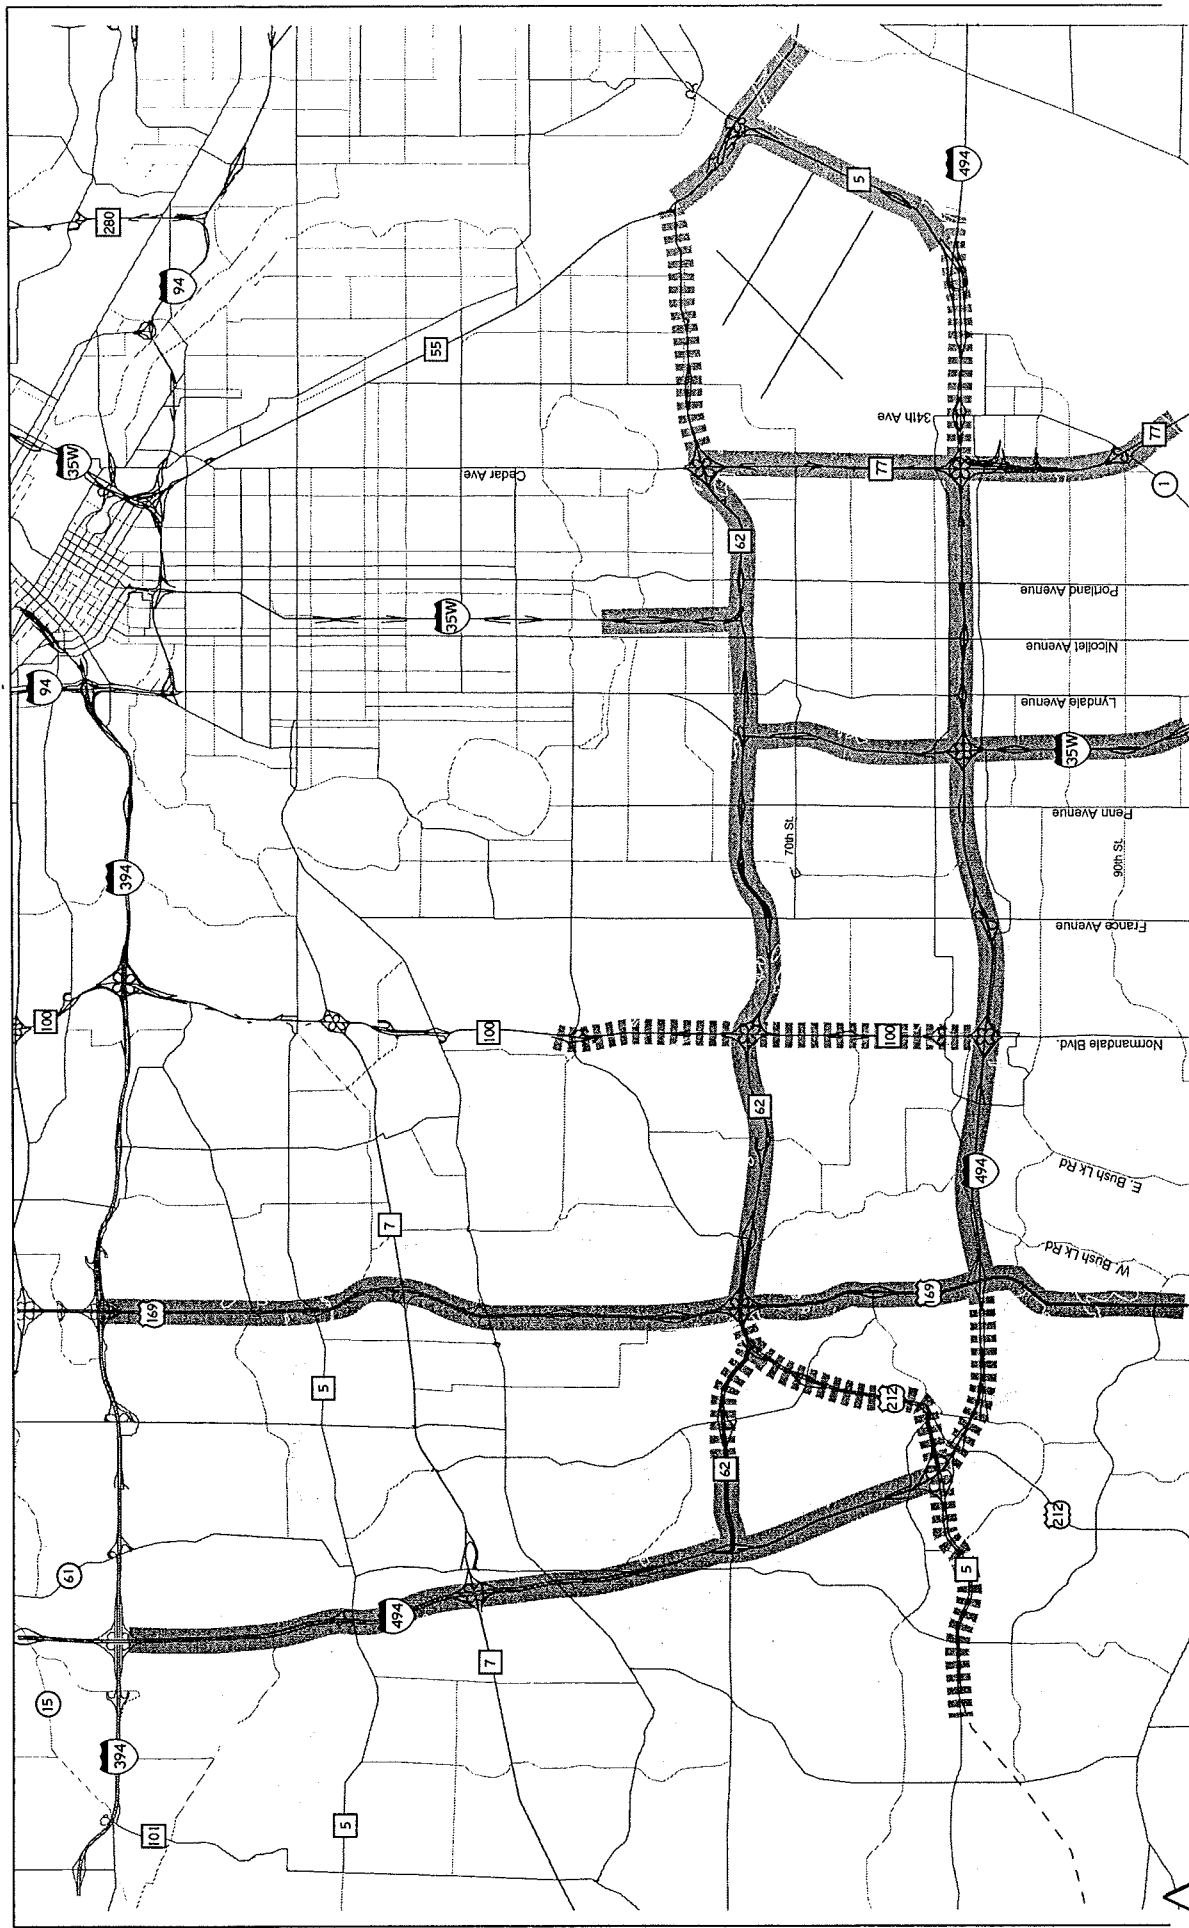 280
94
35W
94
394
100
169
61
15
394
101
55
Cedar Ave
35W
100
7
5
7
494
5
5
494
34th Ave
77
77
1
62
Portland Avenue
Nicollet Avenue
Lyndale Avenue
35W
Penn Avenue
70th St.
90th St.
France Avenue
100
Normandale Blvd.
62
494
E. Bush Lk Rd
W. Bush Lk Rd
169
212
62
212
5